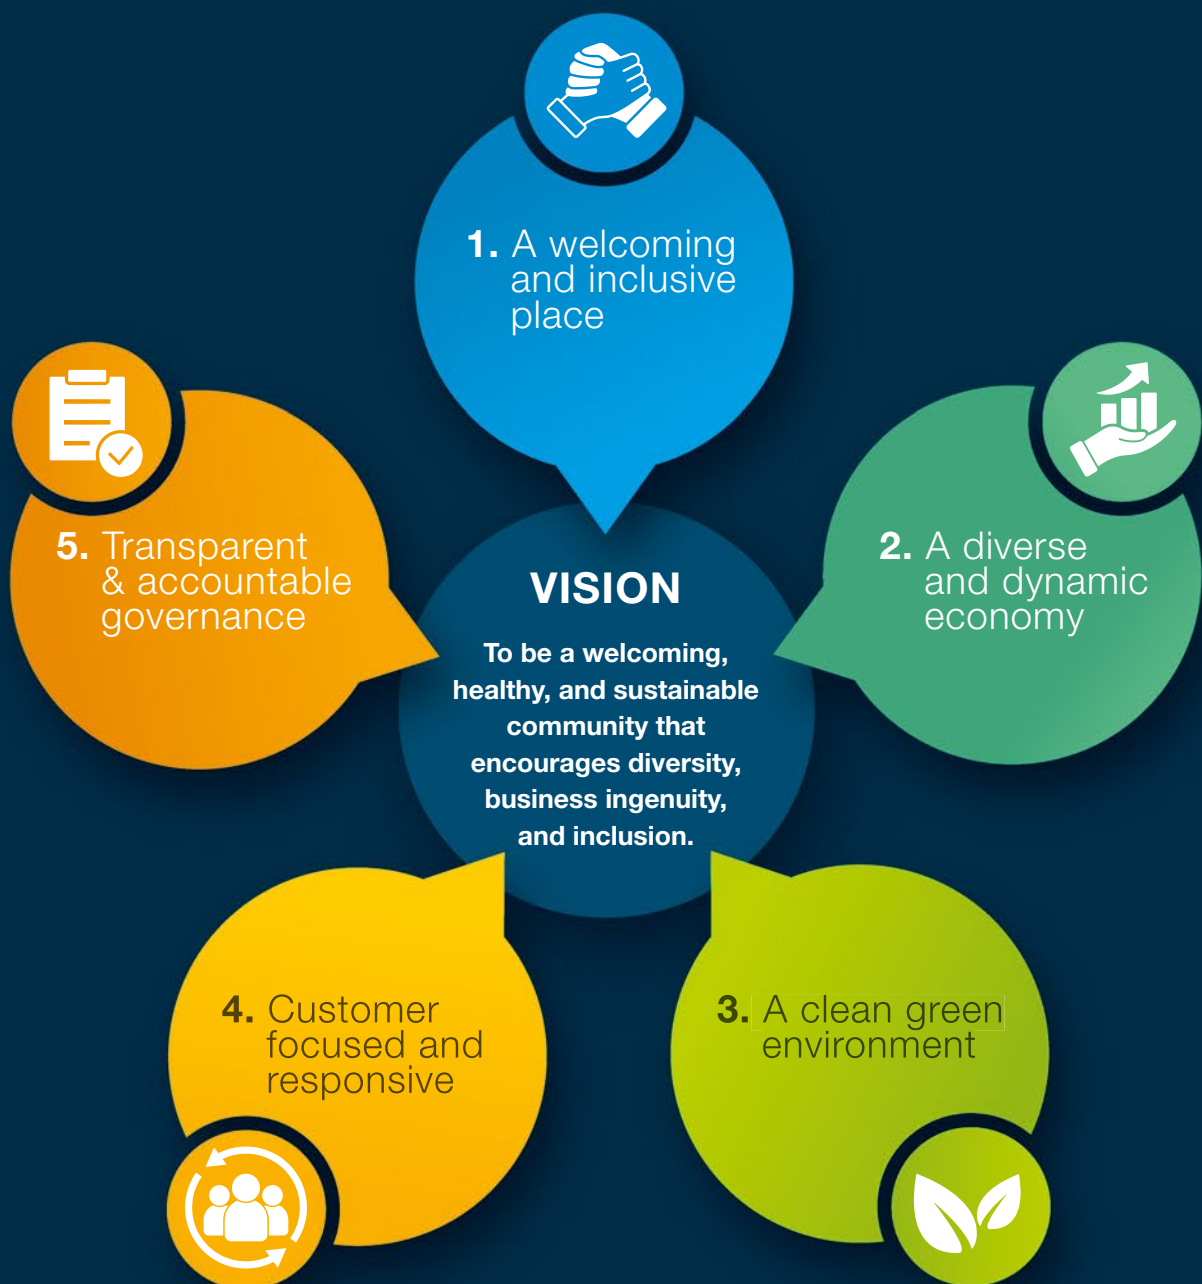 1. A welcoming
and inclusive
place
2. A diverse
and dynamic
economy
3. A clean green
environment
4. Customer
focused and
responsive
5. Transparent
& accountable
governance
VISION
To be a welcoming,
healthy, and sustainable
community that
encourages diversity,
business ingenuity,
and inclusion.